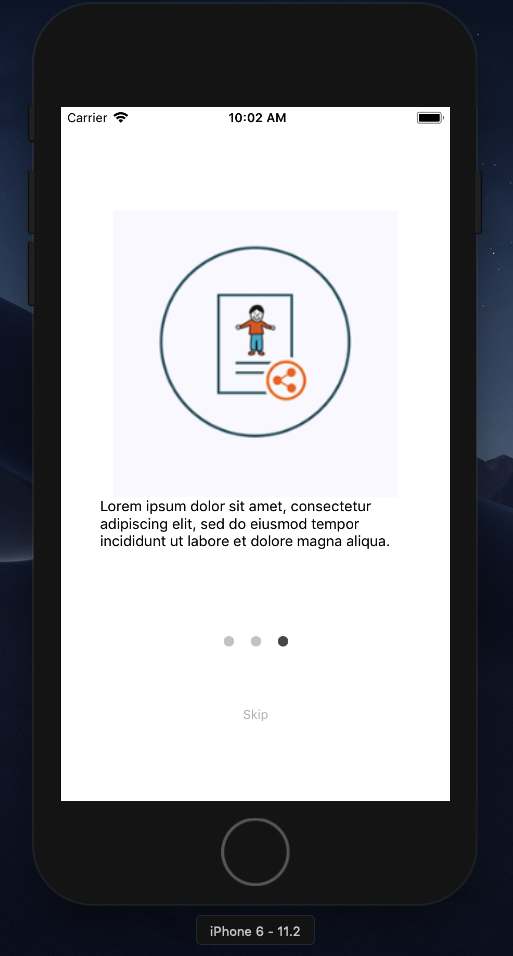 Carrier 10:02 AM
Lorem ipsum dolor sit amet, consectetur
adipiscing elit, sed do eiusmod tempor
incididunt ut labore et dolore magna aliqua.
Skip
iPhone 6 - 11.2